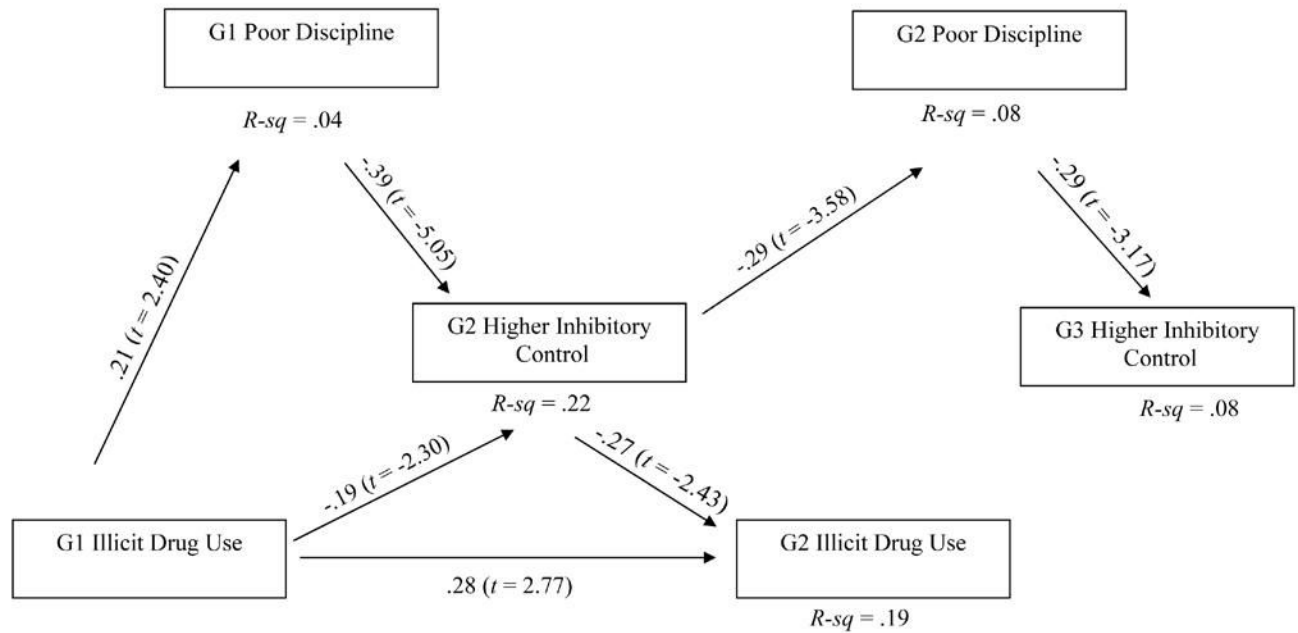 G1 Poor Discipline
R-sq = .04
G2 Poor Discipline
R-sq = .08
-.39 (t = -5.05)
-.29 (t = -3.58)
-.29 (t = -3.17)
.21 (t = 2.40)
G2 Higher Inhibitory
Control
R-sq = .22
G3 Higher Inhibitory
Control
R-sq = .08
-.19 (t = -2.30)
-.27 (t = -2.43)
G1 Illicit Drug Use
G2 Illicit Drug Use
.28 (t = 2.77)
R-sq = .19